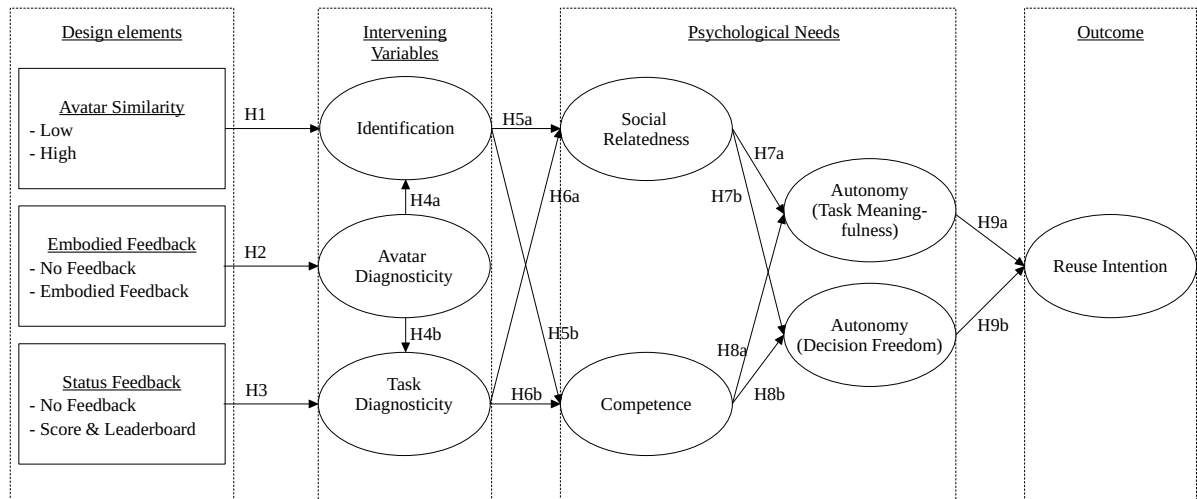 Design elements
Avatar Similarity
- Low
- High
Embodied Feedback
- No Feedback
- Embodied Feedback
Status Feedback
- No Feedback
- Score & Leaderboard
H1
H2
H3
Intervening
Variables
Identification
H4a
Avatar
Diagnosticity
H4b
Task
Diagnosticity
H5a
H6a
H5b
H6b
Psychological Needs
Social
Relatedness
Competence
H7a
H7b
H8a
H8b
Autonomy
(Task Meaning-
fulness)
Autonomy
(Decision Freedom)
H9a
H9b
Outcome
Reuse Intention